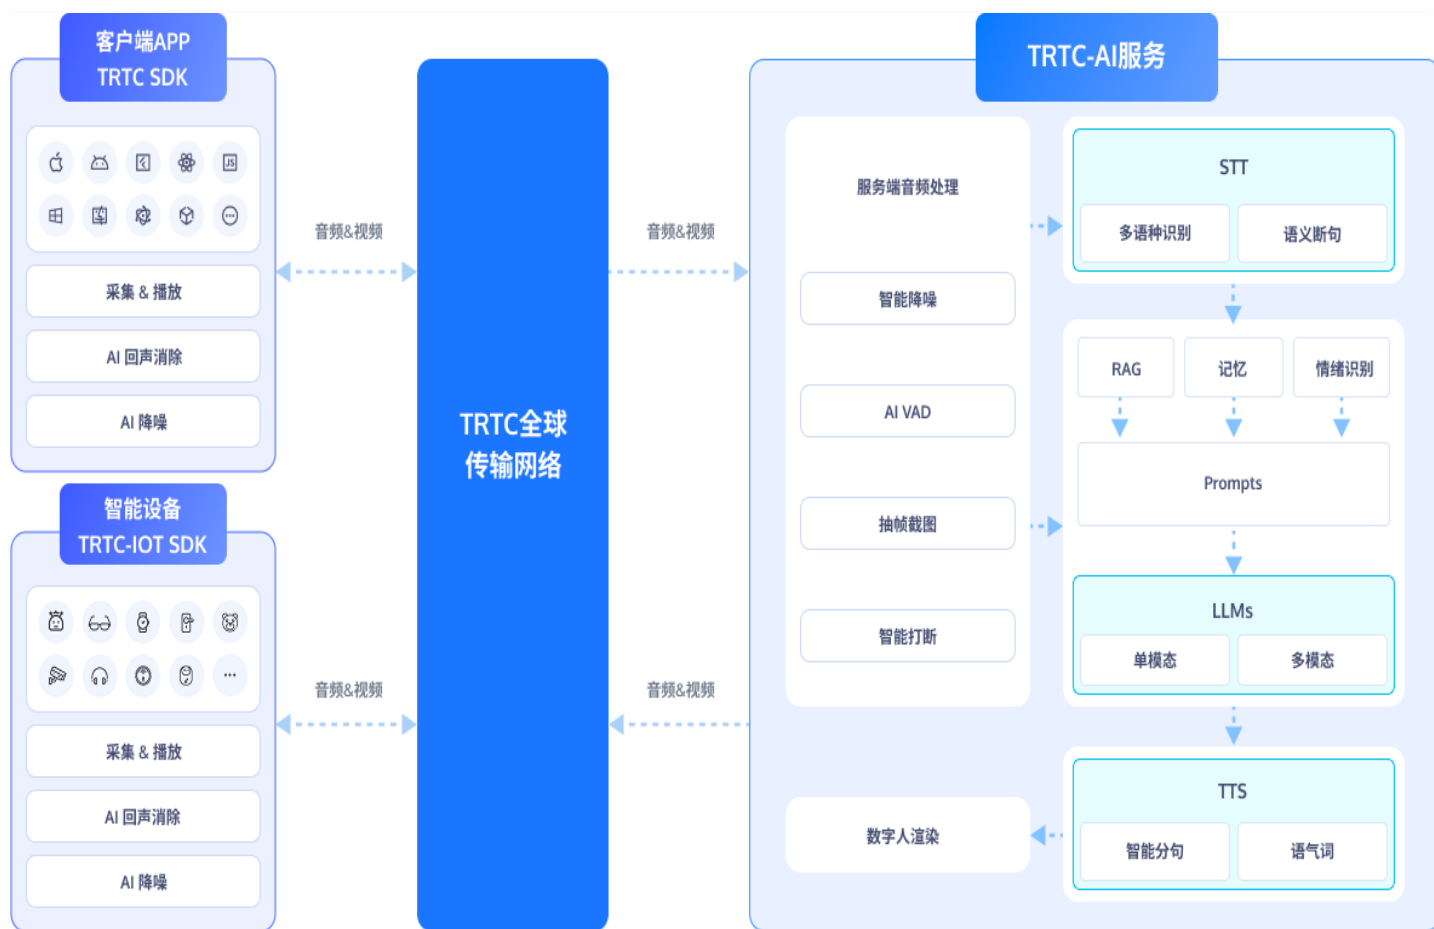 客户端APP
TRTC SDK
JS
采集 & 播放
AI 回声消除
AI 降噪
智能设备
TRTC-IOT SDK
采集 & 播放
AI 回声消除
AI 降噪
音频&视频
音频&视频
TRTC全球
传输网络
音频&视频
音频&视频
TRTC-AI服务
服务端音频处理
智能降噪
AI VAD
抽帧截图
智能打断
数字人渲染
STT
多语种识别
语义断句
RAG
记忆
情绪识别
Prompts
LLMs
单模态
多模态
TTS
智能分句
语气词